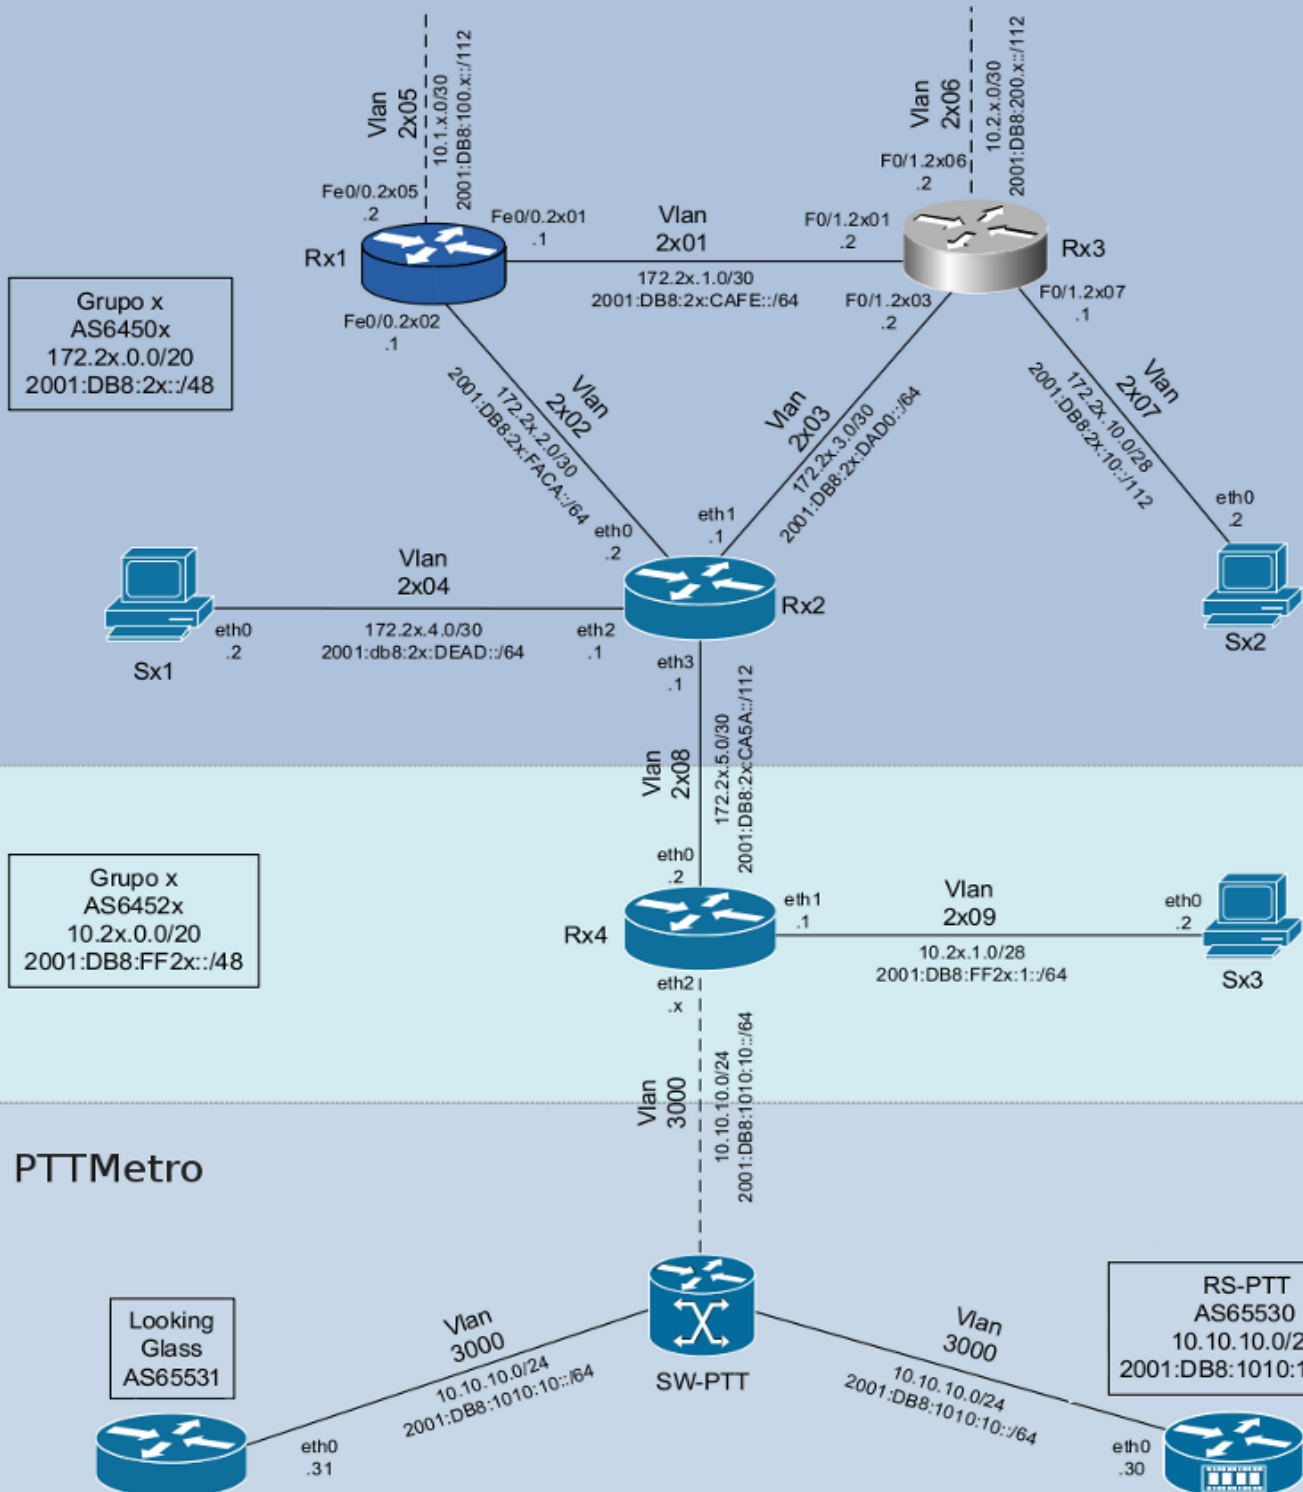 Vlan
2x05
10.1.x.0/30
2001:DB8:100.x::/112
Vlan
2x06
10.2.x.0/30
2001:DB8:200.x::/112
Fe0/0.2x05
.2
F0/1.2x06
.2
Rx1
Fe0/0.2x01
.1
Vlan
2x01
172.2x.1.0/30
2001:DB8:2x:CAFE::/64
F0/1.2x01
.2
Rx3
Grupo x
AS6450x
172.2x.0.0/20
2001:DB8:2x::/48
Fe0/0.2x02
.1
F0/1.2x03
.2
F0/1.2x07
.1
Vlan
2x02
172.2x.2.0/30
2001:DB8:2x:FACA::/64
Vlan
2x03
172.2x.3.0/30
2001:DB8:2x:DAD0::/64
Vlan
2x07
172.2x.10.0/28
2001:DB8:2x:10::/112
eth0
.2
eth1
.1
eth0
.2
Vlan
2x04
172.2x.4.0/30
2001:db8:2x:DEAD::/64
eth0
.2
eth2
.1
Sx1
Rx2
Sx2
eth3
.1
Vlan
2x08
172.2x.5.0/30
2001:DB8:2x:CA5A::/112
Grupo x
AS6452x
10.2x.0.0/20
2001:DB8:FF2x::/48
eth0
.2
Rx4
eth1
.1
Vlan
2x09
10.2x.1.0/28
2001:DB8:FF2x:1::/64
eth0
.2
Sx3
eth2
.x
Vlan
3000
10.10.10.0/24
2001:DB8:1010:10::/64
PTTMetro
Looking
Glass
AS65531
Vlan
3000
10.10.10.0/24
2001:DB8:1010:10::/64
SW-PTT
Vlan
3000
10.10.10.0/24
2001:DB8:1010:10::/64
RS-PTT
AS65530
10.10.10.0/2
2001:DB8:1010:1
eth0
.31
eth0
.30